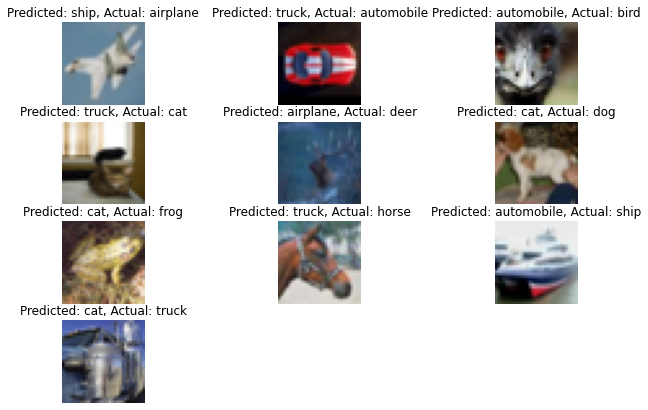 Predicted: ship, Actual: airplane
Predicted: truck, Actual: automobile
Predicted: automobile, Actual: bird
Predicted: truck, Actual: cat
Predicted: airplane, Actual: deer
Predicted: cat, Actual: dog
Predicted: cat, Actual: frog
Predicted: truck, Actual: horse
Predicted: automobile, Actual: ship
Predicted: cat, Actual: truck